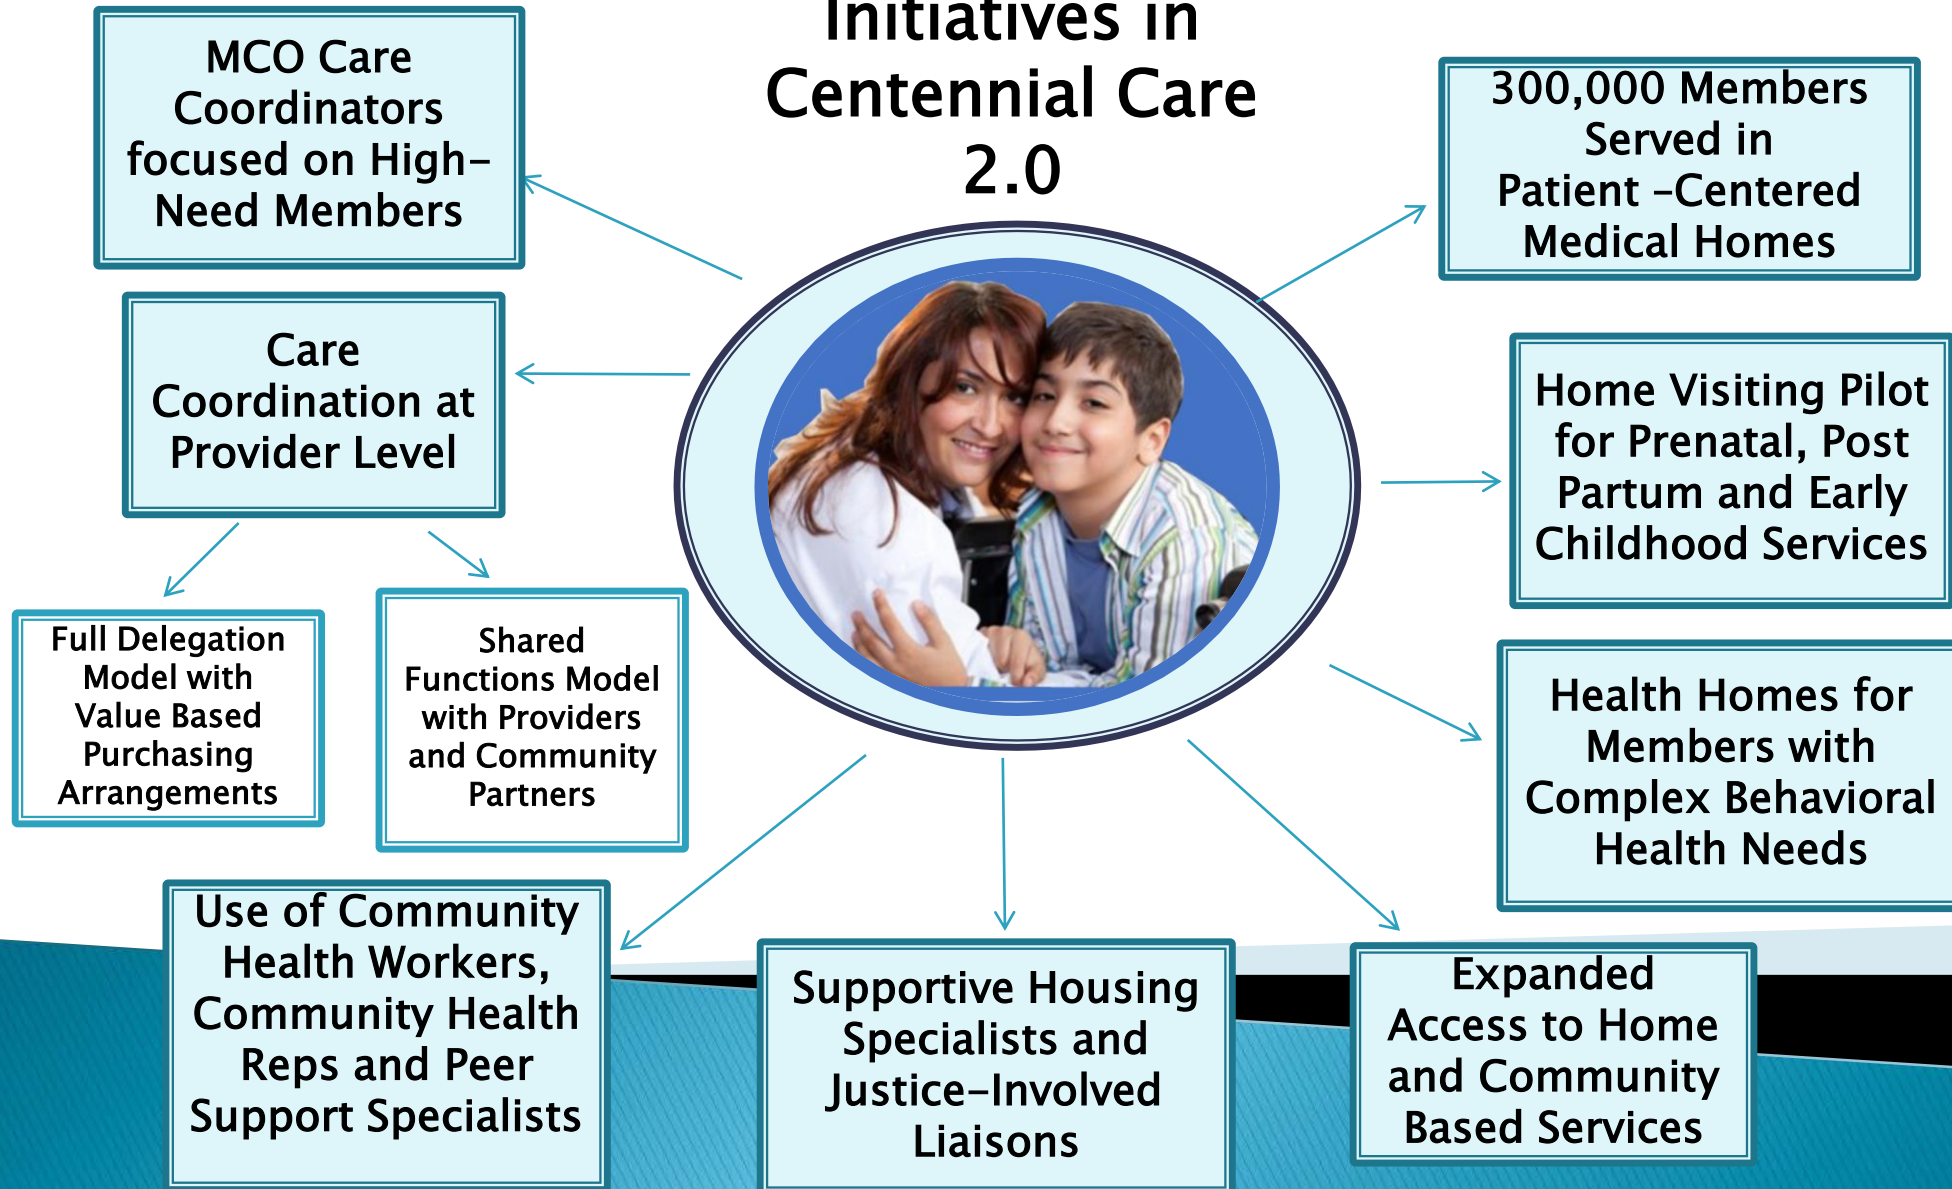 Initiatives in
Centennial Care
2.0
MCO Care
Coordinators
focused on High-
Need Members
300,000 Members
Served in
Patient -Centered
Medical Homes
Care
Coordination at
Provider Level
Home Visiting Pilot
for Prenatal, Post
Partum and Early
Childhood Services
Full Delegation
Model with
Value Based
Purchasing
Arrangements
Shared
Functions Model
with Providers
and Community
Partners
Health Homes for
Members with
Complex Behavioral
Health Needs
Use of Community
Health Workers,
Community Health
Reps and Peer
Support Specialists
Supportive Housing
Specialists and
Justice-Involved
Liaisons
Expanded
Access to Home
and Community
Based Services